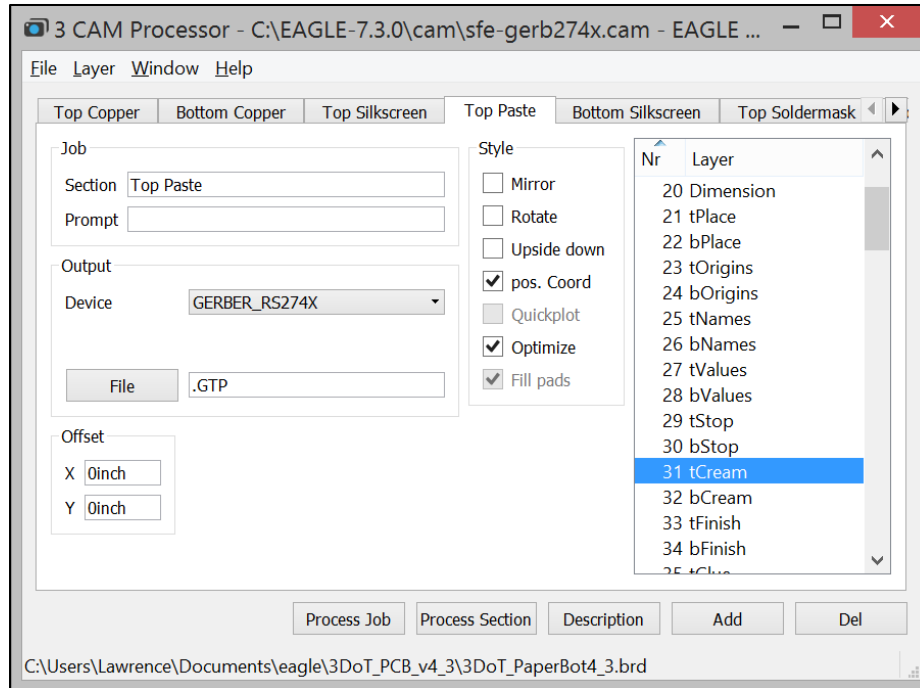 3 CAM Processor - C:\EAGLE-7.3.0\cam\sfe-gerb274x.cam - EAGLE ...
File Layer Window Help
Top Copper Bottom Copper Top Silkscreen Top Paste Bottom Silkscreen Top Soldermask
Job
Section Top Paste
Prompt
Output
Device GERBER_RS274X
File .GTP
Offset
X 0inch
Y 0inch
Style
Mirror
Rotate
Upside down
pos. Coord
Quickplot
Optimize
Fill pads
Nr Layer
20 Dimension
21 tPlace
22 bPlace
23 tOrigins
24 bOrigins
25 tNames
26 bNames
27 tValues
28 bValues
29 tStop
30 bStop
31 tCream
32 bCream
33 tFinish
34 bFinish
35 tGlue
Process Job Process Section Description Add Del
C:\Users\Lawrence\Documents\eagle\3DoT_PCB_v4_3\3DoT_PaperBot4_3.brd